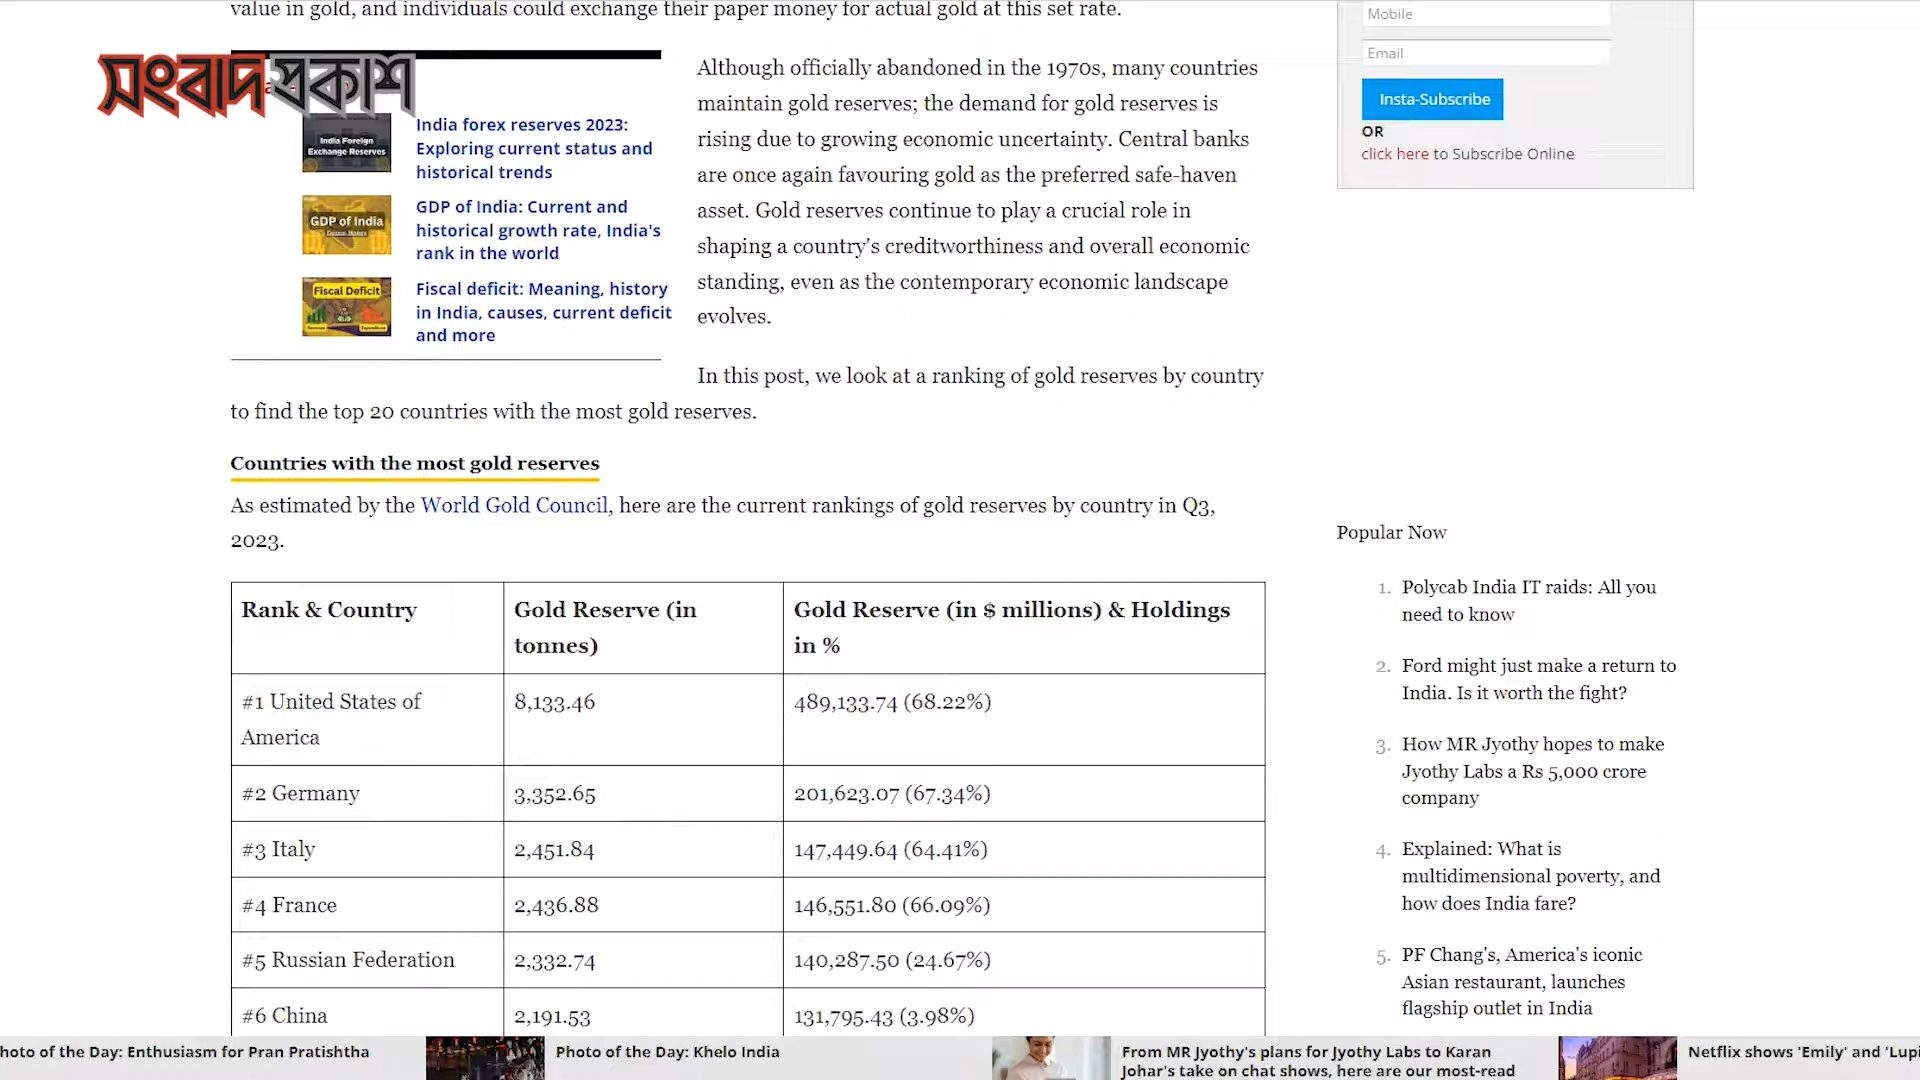 value in gold, and individuals could exchange their paper money for actual gold at this set rate.
সংবাদ প্রকাশ
India Foreign
Exchange Reserves
India forex reserves 2023:
Exploring current status and
historical trends
GDP of India
GDP of India: Current and
historical growth rate, India's
rank in the world
Fiscal Deficit
Fiscal deficit: Meaning, history
in India, causes, current deficit
and more
Although officially abandoned in the 1970s, many countries
maintain gold reserves; the demand for gold reserves is
rising due to growing economic uncertainty. Central banks
are once again favouring gold as the preferred safe-haven
asset. Gold reserves continue to play a crucial role in
shaping a country's creditworthiness and overall economic
standing, even as the contemporary economic landscape
evolves.
In this post, we look at a ranking of gold reserves by country
to find the top 20 countries with the most gold reserves.
Countries with the most gold reserves
As estimated by the World Gold Council, here are the current rankings of gold reserves by country in Q3,
2023.
Rank & Country Gold Reserve (in tonnes) Gold Reserve (in $ millions) & Holdings in %
#1 United States of America 8,133.46 489,133.74 (68.22%)
#2 Germany 3,352.65 201,623.07 (67.34%)
#3 Italy 2,451.84 147,449.64 (64.41%)
#4 France 2,436.88 146,551.80 (66.09%)
#5 Russian Federation 2,332.74 140,287.50 (24.67%)
#6 China 2,191.53 131,795.43 (3.98%)
Mobile
Email
Insta-Subscribe
OR
click here to Subscribe Online
Popular Now
1. Polycab India IT raids: All you
need to know
2. Ford might just make a return to
India. Is it worth the fight?
3. How MR Jyothy hopes to make
Jyothy Labs a Rs 5,000 crore
company
4. Explained: What is
multidimensional poverty, and
how does India fare?
5. PF Chang's, America's iconic
Asian restaurant, launches
flagship outlet in India
hoto of the Day: Enthusiasm for Pran Pratishtha
Photo of the Day: Khelo India
From MR Jyothy's plans for Jyothy Labs to Karan
Johar's take on chat shows, here are our most-read
Netflix shows 'Emily' and 'Lupi